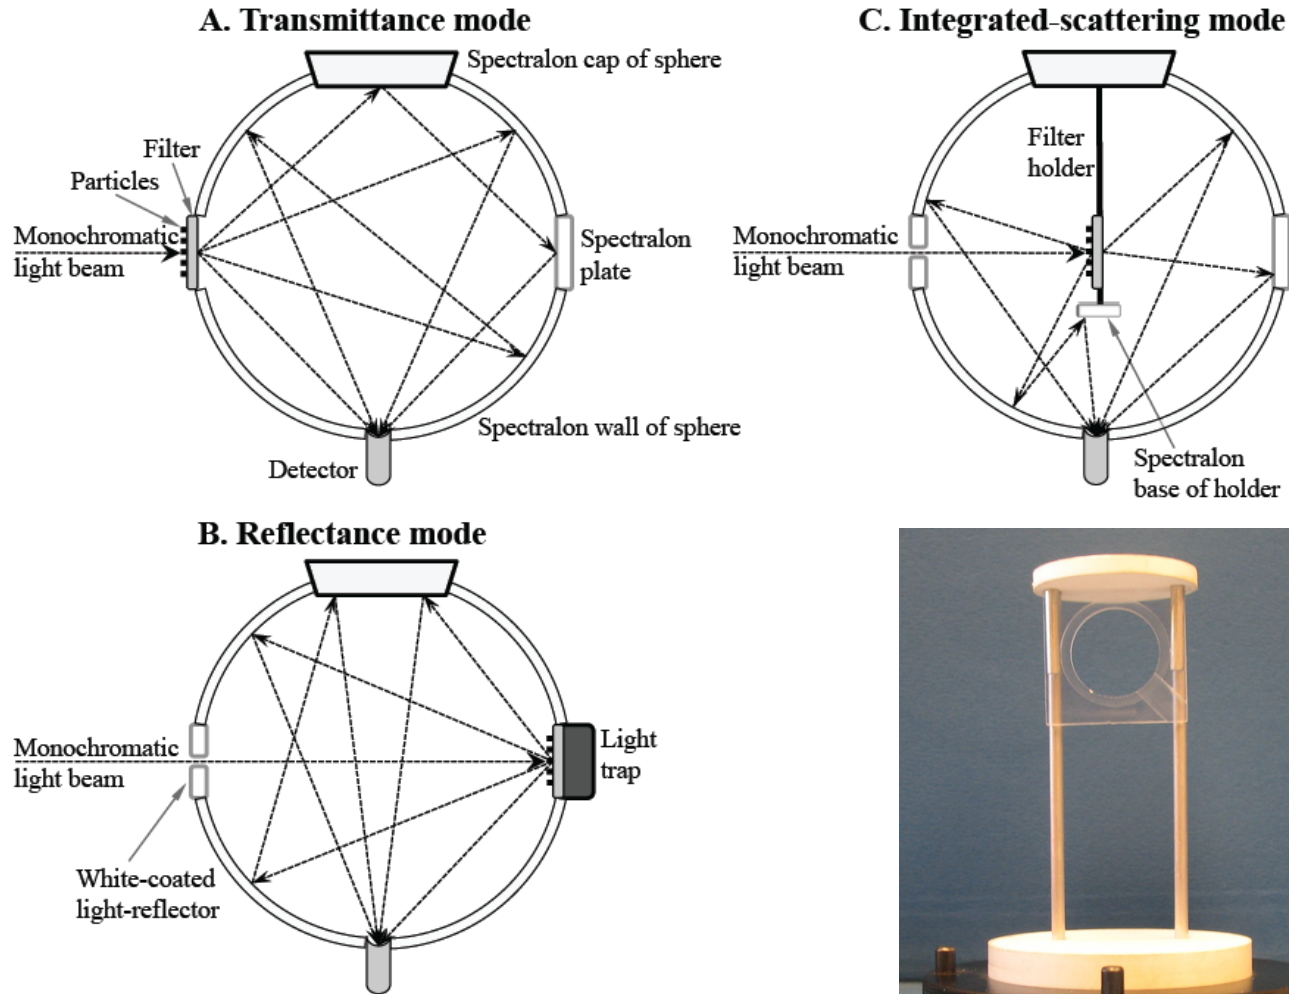 A. Transmittance mode
Spectralon cap of sphere
Filter
Particles
Monochromatic
light beam
Spectralon
plate
Spectralon wall of sphere
Detector
B. Reflectance mode
Monochromatic
light beam
Light
trap
White-coated
light-reflector
C. Integrated-scattering mode
Filter
holder
Monochromatic
light beam
Spectralon
base of holder